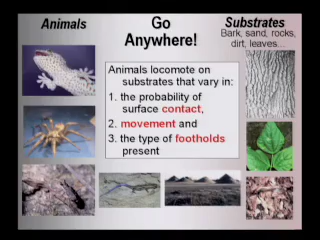 Animals
Go
Anywhere!
Substrates
Bark, sand, rocks,
dirt, leaves...
Animals locomote on
substrates that vary in:
1. the probability of
surface contact,
2. movement and
3. the type of footholds
present